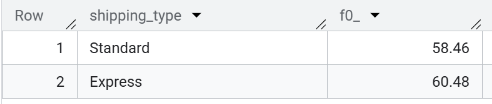 Row shipping_type f0_
1 Standard 58.46
2 Express 60.48